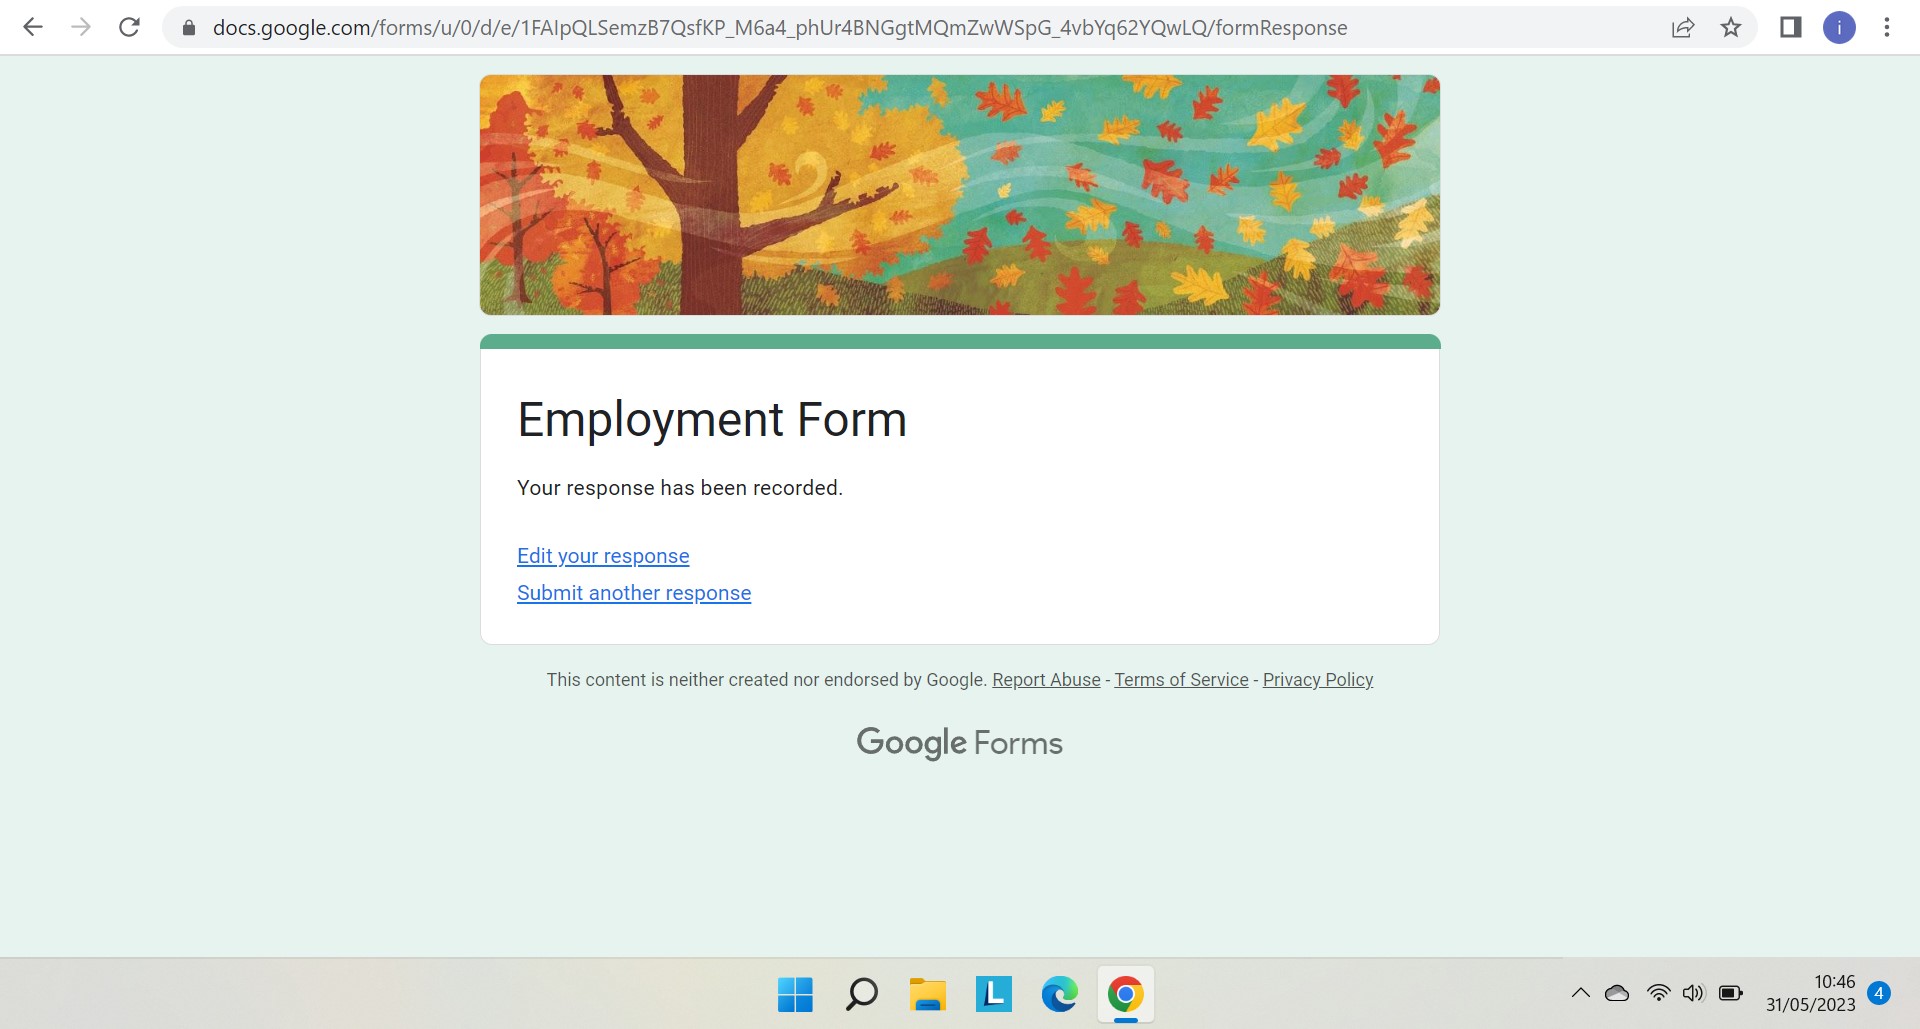 docs.google.com/forms/u/0/d/e/1FAIpQLSemzB7QsfKP_M6a4_phUr4BNGgtMQmZwWSpG_4vbYq62YQwLQ/formResponse
i
Employment Form
Your response has been recorded.
Edit your response
Submit another response
This content is neither created nor endorsed by Google. Report Abuse - Terms of Service - Privacy Policy
Google Forms
L
10:46
31/05/2023
4